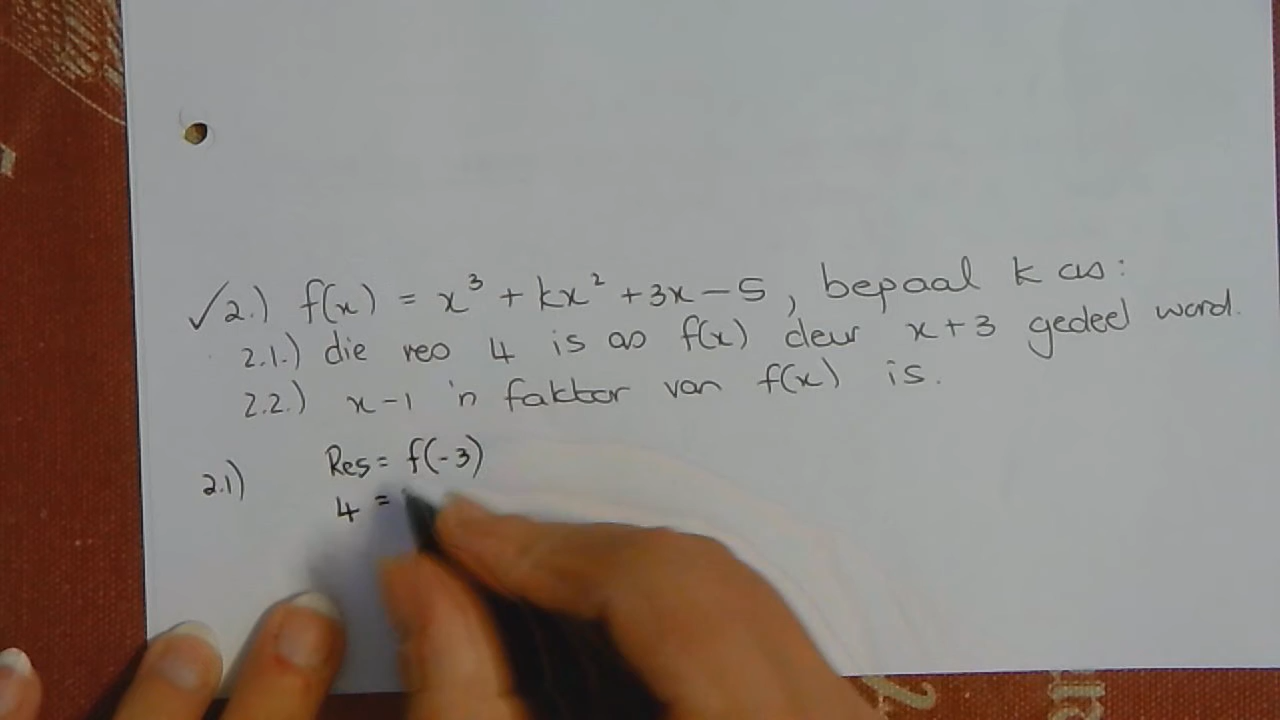 √2.) f(x) = x³ + kx² + 3x − 5, bepaal k as:
2.1.) die res 4 is as f(x) deur x+3 gedeel word.
2.2.) x−1 'n faktor van f(x) is.
2.1) Res = f(-3)
4 =